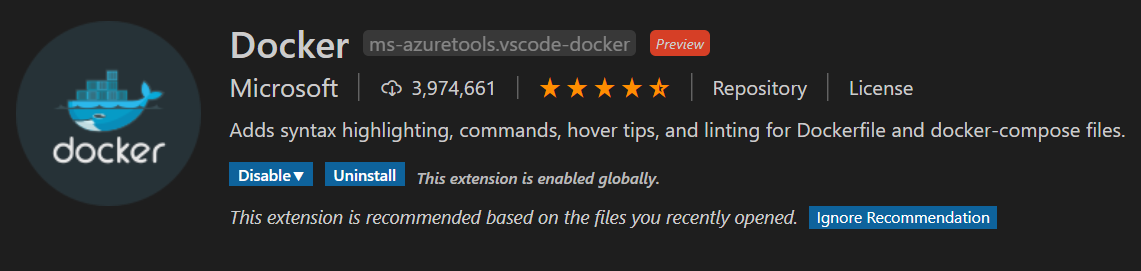 Docker ms-azuretools.vscode-docker Preview
Microsoft 3,974,661 Repository License
Adds syntax highlighting, commands, hover tips, and linting for Dockerfile and docker-compose files.
docker
Disable▼ Uninstall This extension is enabled globally.
This extension is recommended based on the files you recently opened. Ignore Recommendation